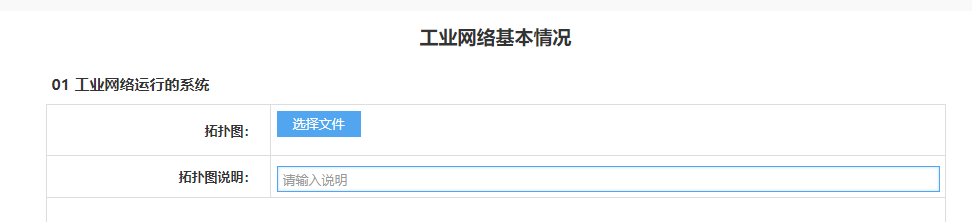 工业网络基本情况
01 工业网络运行的系统
拓扑图：
选择文件
拓扑图说明：
请输入说明